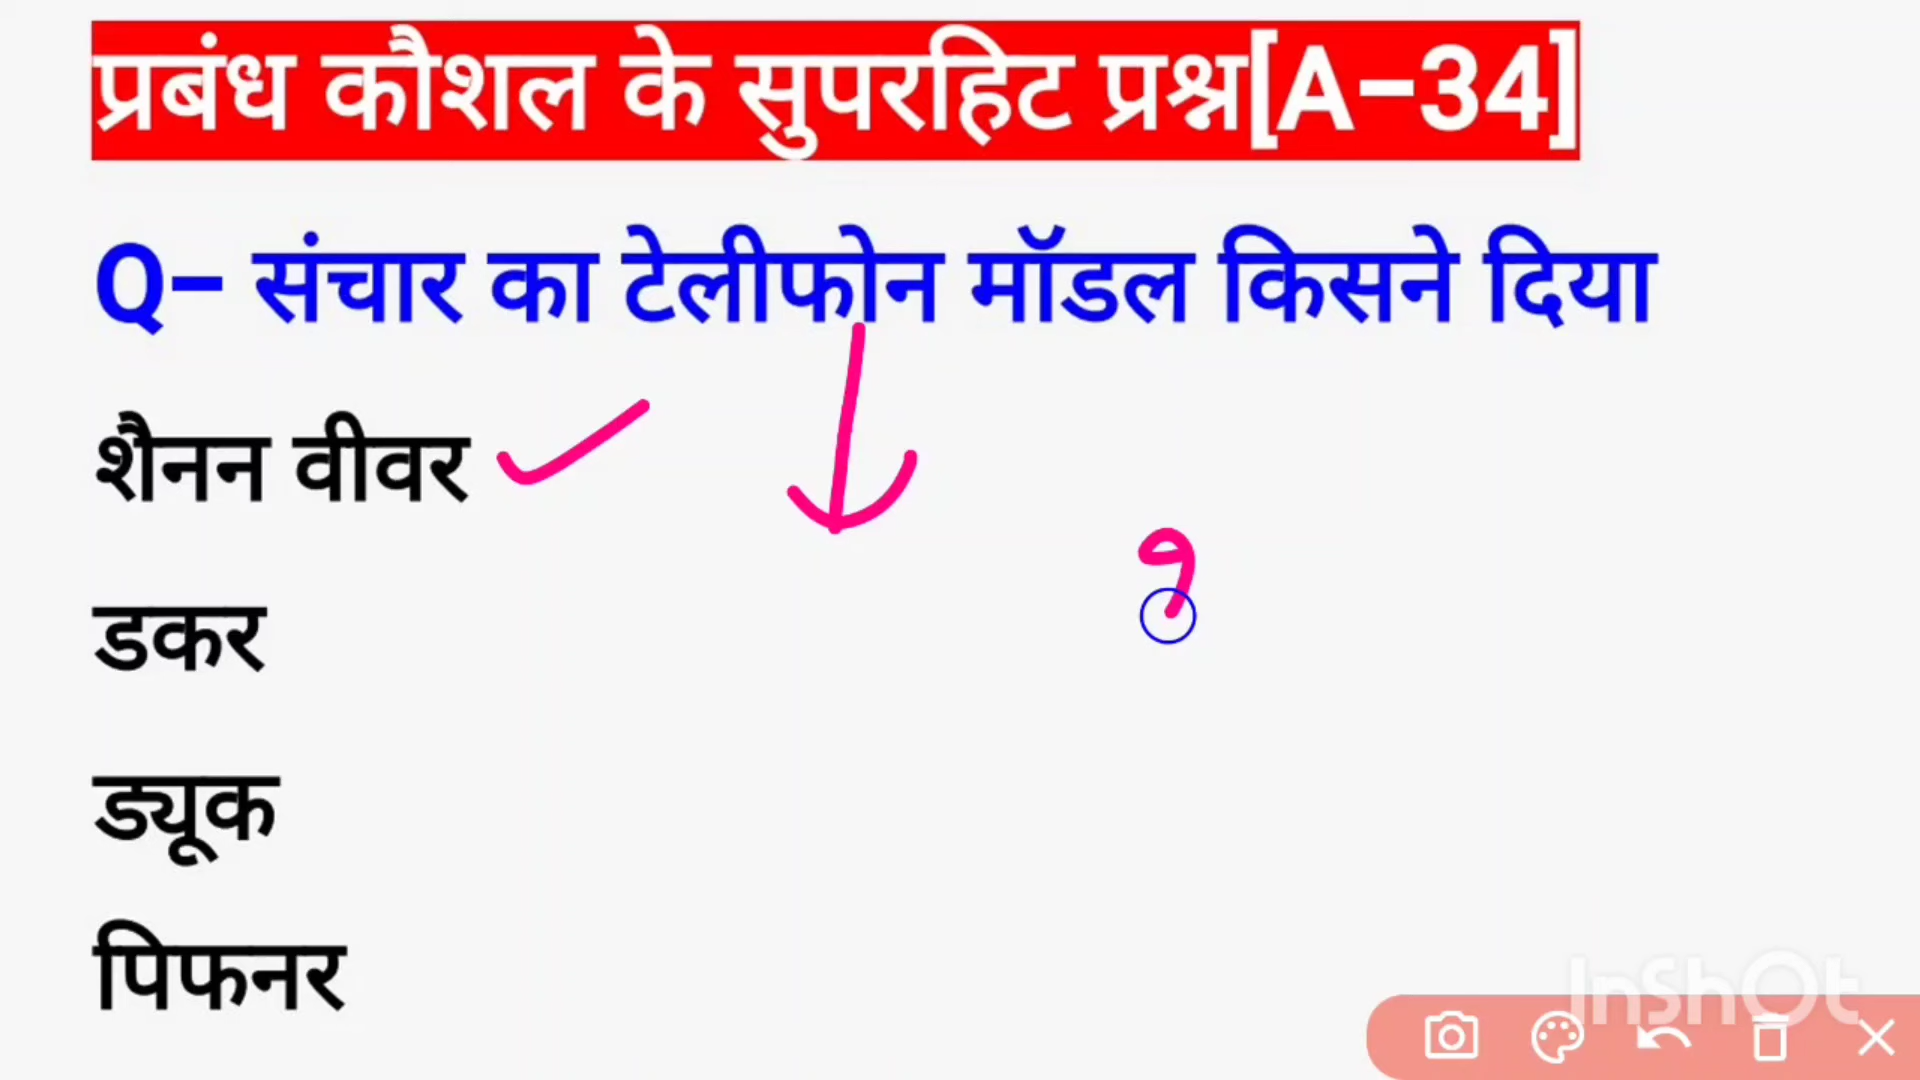 प्रबंध कौशल के सुपरहिट प्रश्न[A-34]
Q- संचार का टेलीफोन मॉडल किसने दिया
शैनन वीवर
डकर
ड्यूक
पिफनर
InShOt